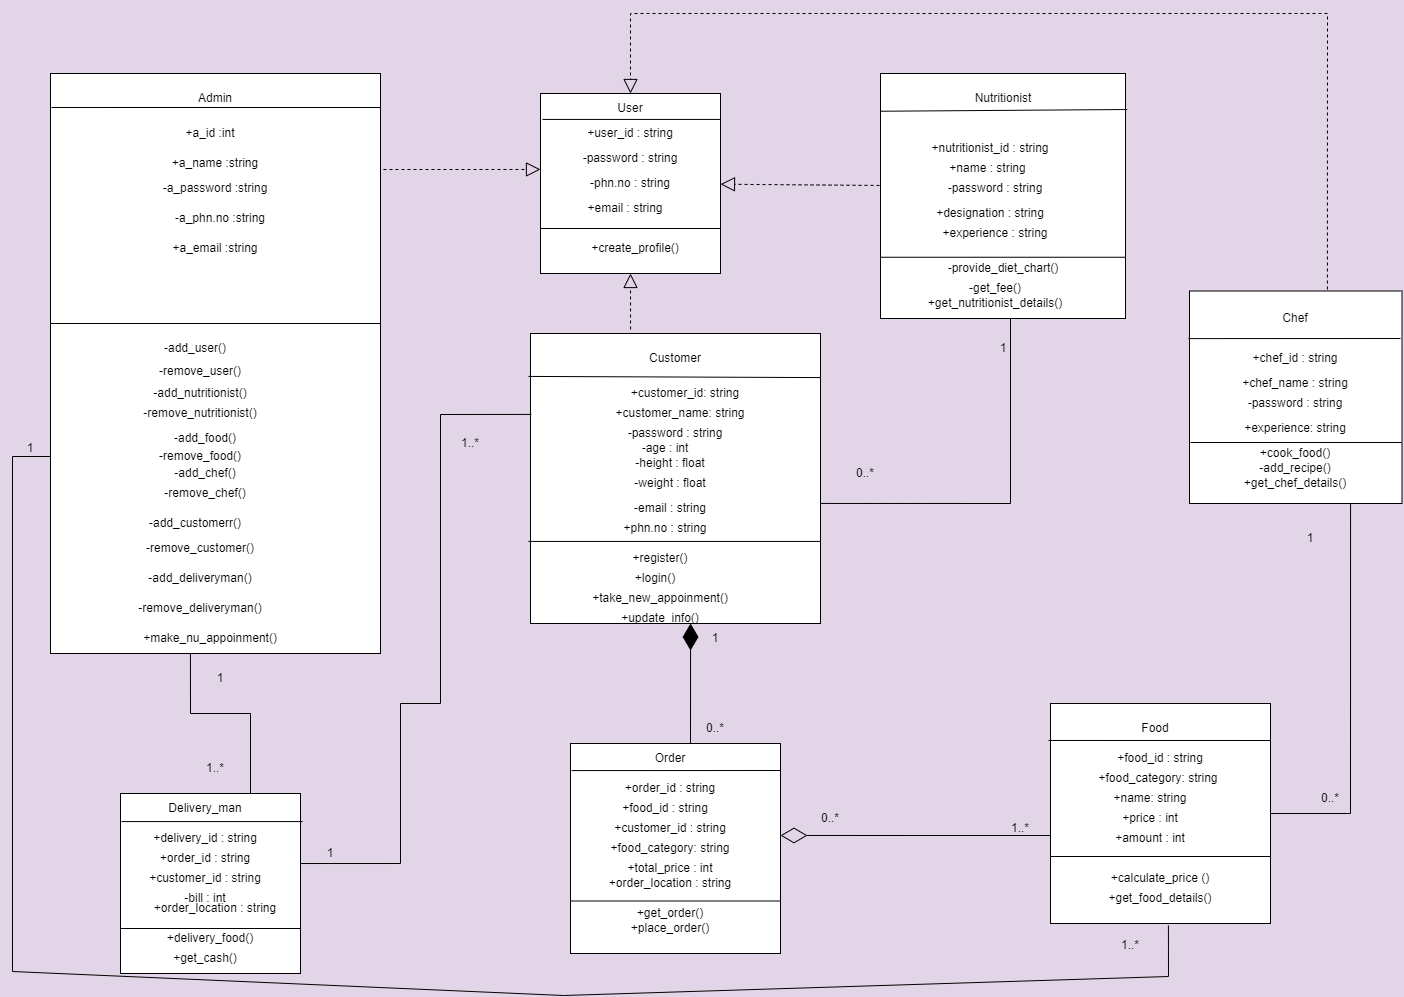 Admin
+a_id :int
+a_name :string
-a_password :string
-a_phn.no :string
+a_email :string
-add_user()
-remove_user()
-add_nutritionist()
-remove_nutritionist()
-add_food()
-remove_food()
-add_chef()
-remove_chef()
-add_customerr()
-remove_customer()
-add_deliveryman()
-remove_deliveryman()
+make_nu_appoinment()
User
+user_id : string
-password : string
-phn.no : string
+email : string
+create_profile()
Nutritionist
+nutritionist_id : string
+name : string
-password : string
+designation : string
+experience : string
-provide_diet_chart()
-get_fee()
+get_nutritionist_details()
Chef
+chef_id : string
+chef_name : string
-password : string
+experience: string
+cook_food()
-add_recipe()
+get_chef_details()
Customer
+customer_id: string
+customer_name: string
-password : string
-age : int
-height : float
-weight : float
-email : string
+phn.no : string
+register()
+login()
+take_new_appoinment()
+update_info()
1
1
1..*
0..*
1
1
1
0..*
1..*
1
0..*
0..*
1..*
1..*
Delivery_man
+delivery_id : string
+order_id : string
+customer_id : string
-bill : int
+order_location : string
+delivery_food()
+get_cash()
Order
+order_id : string
+food_id : string
+customer_id : string
+food_category: string
+total_price : int
+order_location : string
+get_order()
+place_order()
Food
+food_id : string
+food_category: string
+name: string
+price : int
+amount : int
+calculate_price ()
+get_food_details()